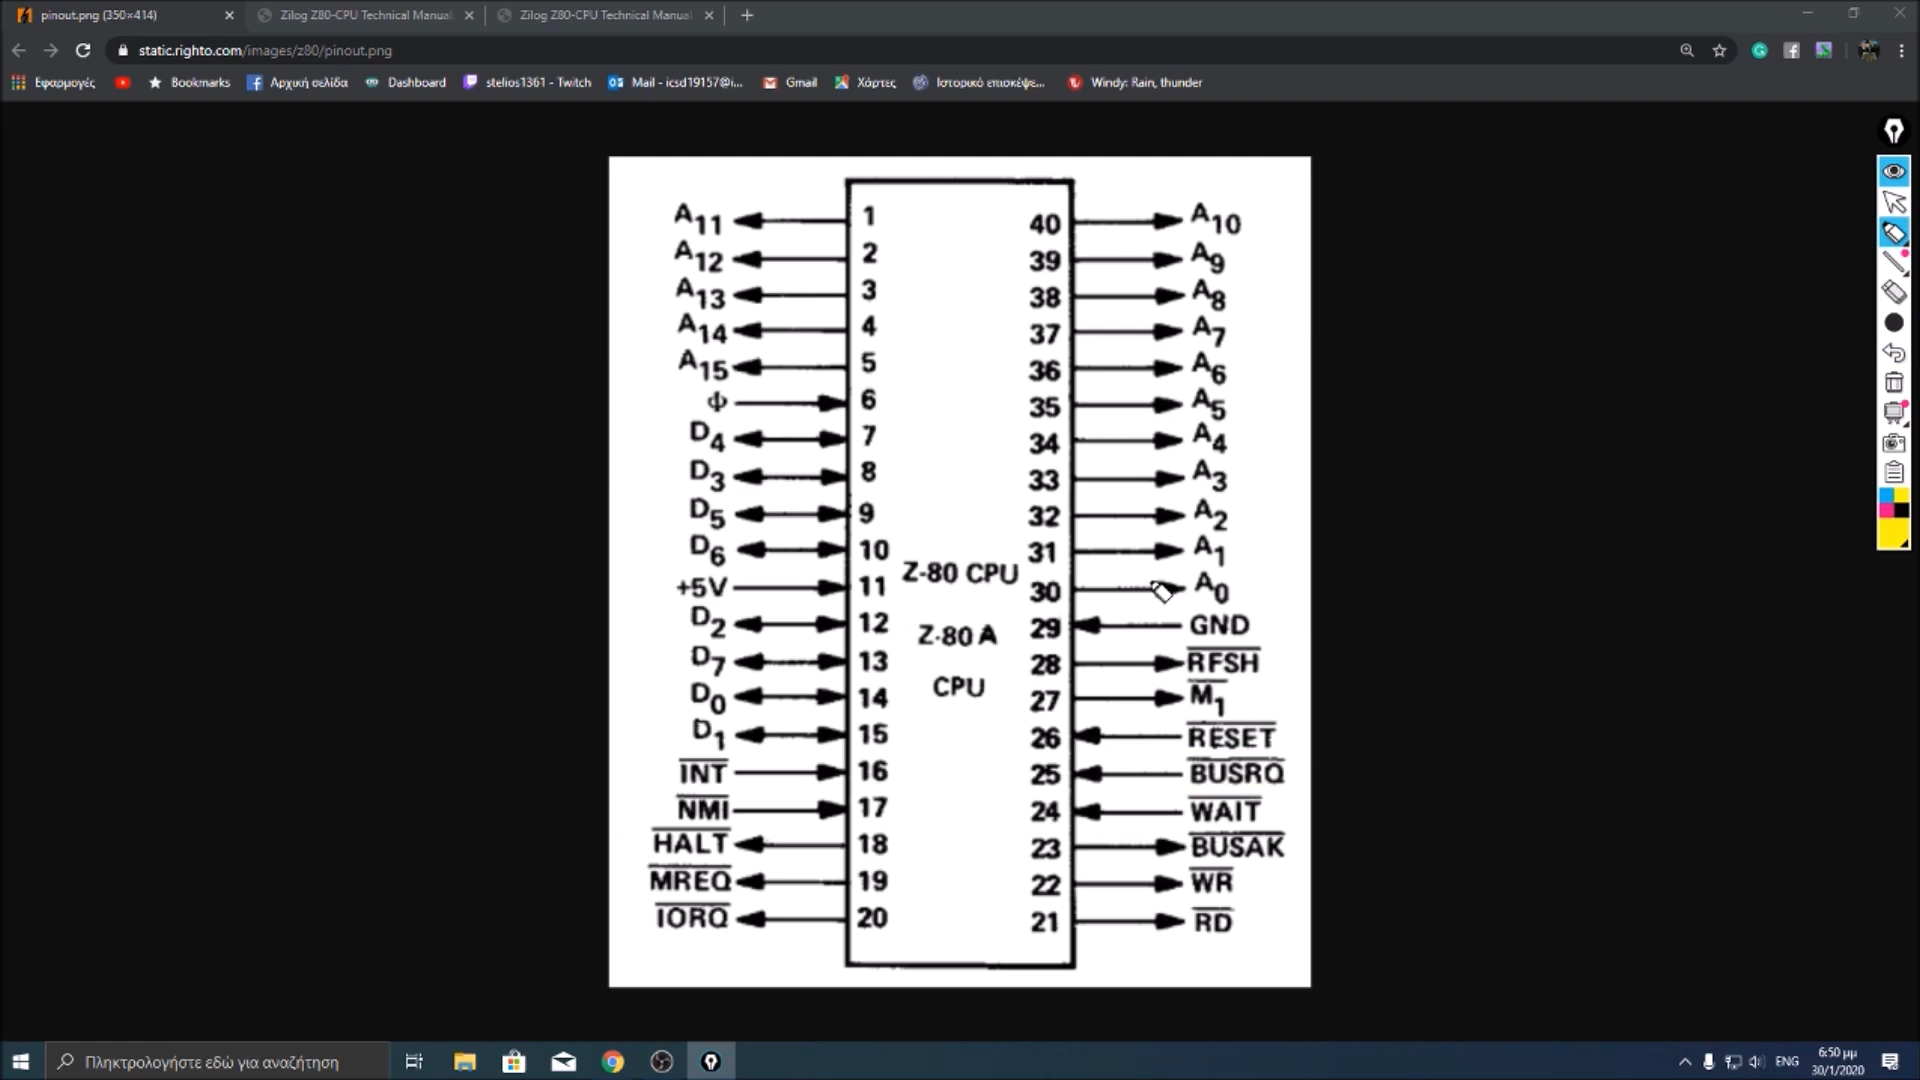 pinout.png (350×414)
Zilog Z80-CPU Technical Manual
Zilog Z80-CPU Technical Manual
static.righto.com/images/z80/pinout.png
Εφαρμογές
Bookmarks
Αρχική σελίδα
Dashboard
stelios1361 - Twitch
Mail - icsd19157@i...
Gmail
Χάρτες
Ιστορικό επισκέψε...
Windy: Rain, thunder
A11 1 40 A10
A12 2 39 A9
A13 3 38 A8
A14 4 37 A7
A15 5 36 A6
Φ 6 35 A5
D4 7 34 A4
D3 8 33 A3
D5 9 32 A2
D6 10 31 A1
Z-80 CPU
+5V 11 30 A0
D2 12 29 GND
Z-80 A
D7 13 28 RFSH
CPU
D0 14 27 M1
D1 15 26 RESET
INT 16 25 BUSRQ
NMI 17 24 WAIT
HALT 18 23 BUSAK
MREQ 19 22 WR
IORQ 20 21 RD
Πληκτρολογήστε εδώ για αναζήτηση
ENG
6:50 μμ
30/1/2020